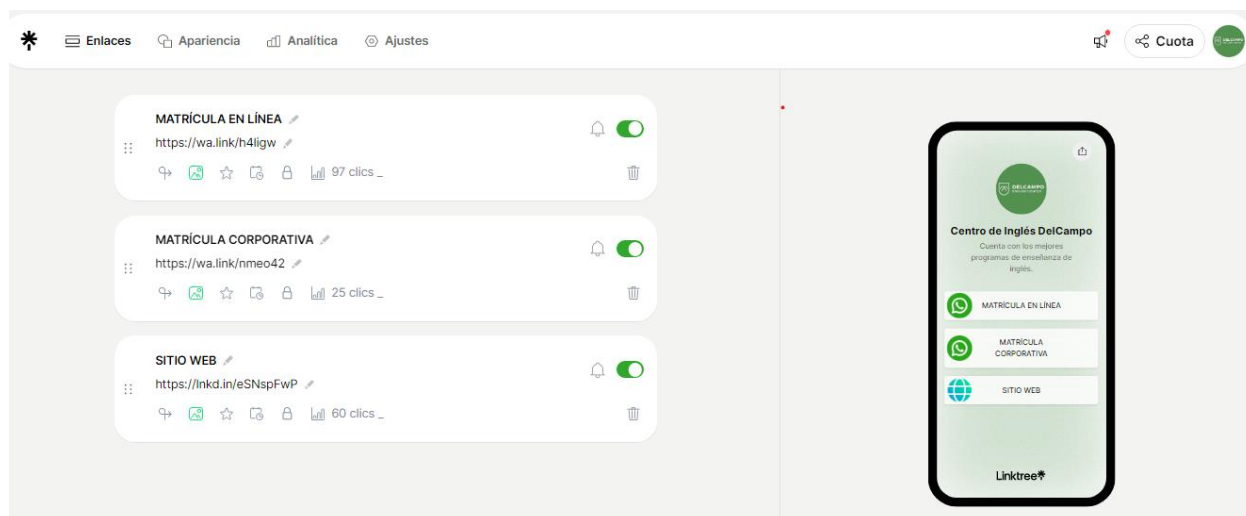 Enlaces
Apariencia
Analítica
Ajustes
Cuota
MATRÍCULA EN LÍNEA
https://wa.link/h4ligw
97 clics _
MATRÍCULA CORPORATIVA
https://wa.link/nmeo42
25 clics _
SITIO WEB
https://lnkd.in/eSNspFwP
60 clics _
DELCAMPO
Centro de Inglés DelCampo
Cuenta con los mejores
programas de enseñanza de
inglés.
MATRÍCULA EN LÍNEA
MATRÍCULA
CORPORATIVA
SITIO WEB
Linktree